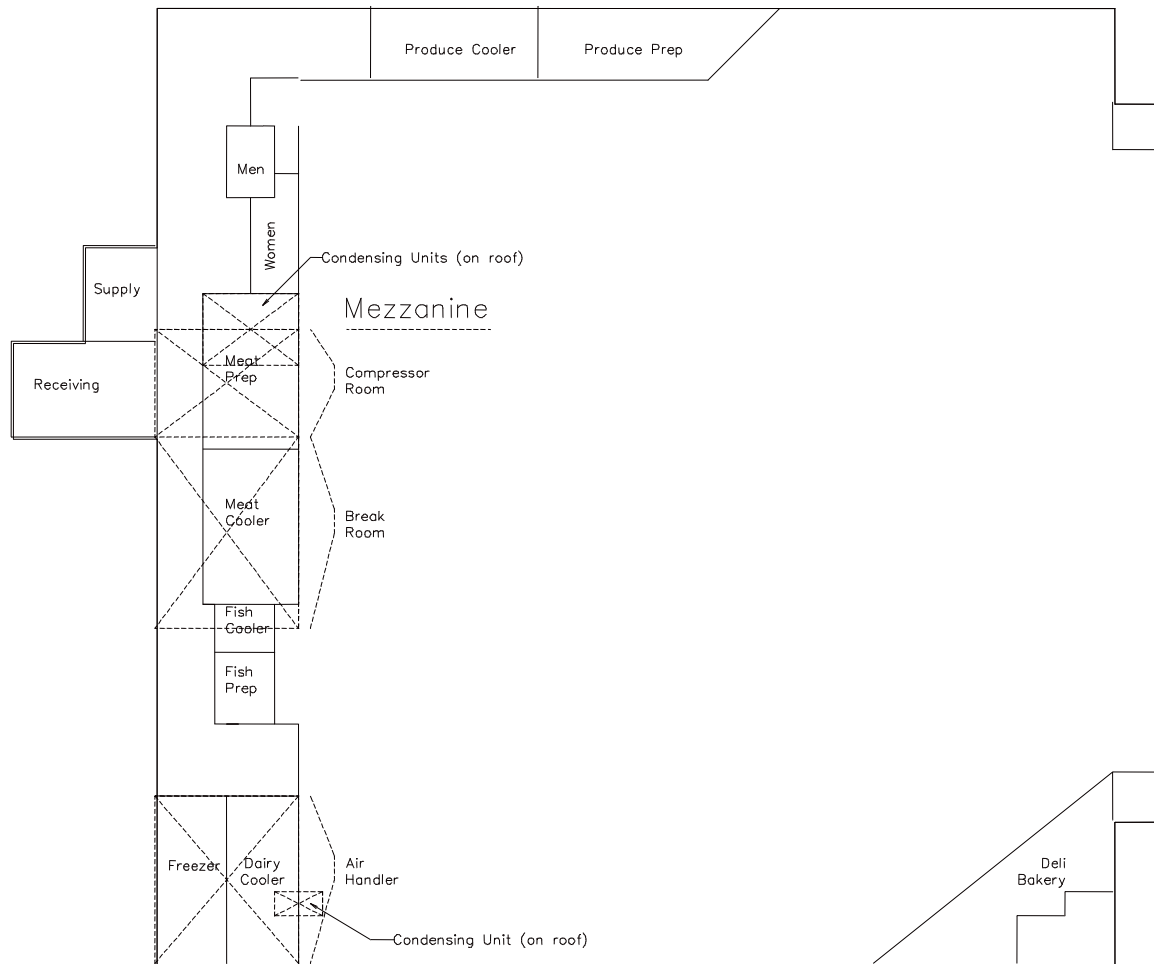 Produce Cooler
Produce Prep
Men
Women
Condensing Units (on roof)
Supply
Mezzanine
Meat
Prep
Compressor
Room
Receiving
Meat
Cooler
Break
Room
Fish
Cooler
Fish
Prep
Freezer
Dairy
Cooler
Air
Handler
Deli
Bakery
Condensing Unit (on roof)